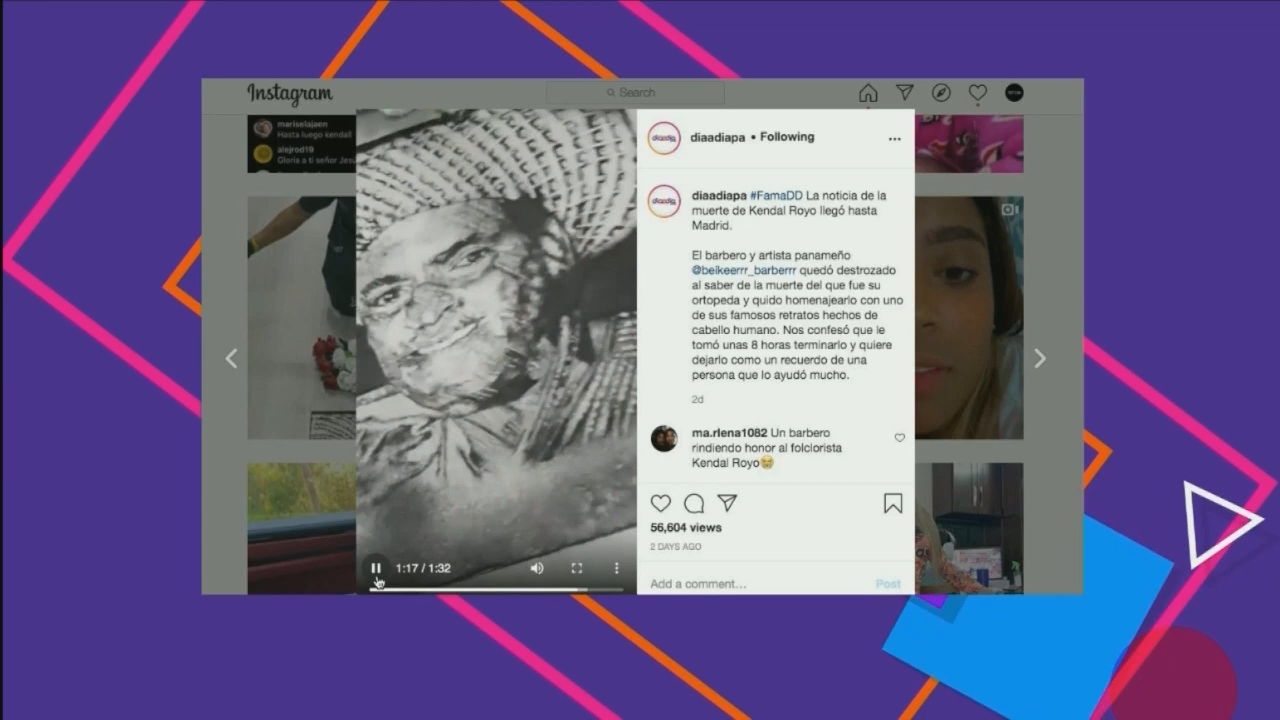 Instagram
Search
mariselajaen
Hasta luego kendall
alejrod19
Gloria a ti señor Jesu
diaadiapa • Following
diaadiapa #FamaDD La noticia de la
muerte de Kendal Royo llegó hasta
Madrid.
El barbero y artista panameño
@beikeerrr_barberrr quedó destrozado
al saber de la muerte del que fue su
ortopeda y quido homenajearlo con uno
de sus famosos retratos hechos de
cabello humano. Nos confesó que le
tomó unas 8 horas terminarlo y quiere
dejarlo como un recuerdo de una
persona que lo ayudó mucho.
2d
ma.rlena1082 Un barbero
rindiendo honor al folclorista
Kendal Royo😭
56,604 views
2 DAYS AGO
Add a comment...
Post
1:17 / 1:32